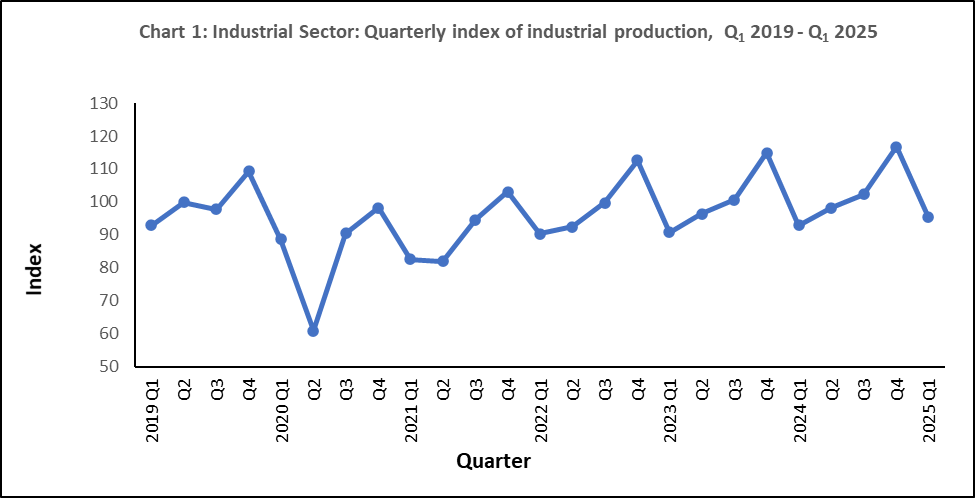 Chart 1: Industrial Sector: Quarterly index of industrial production, Q1 2019 - Q1 2025
130
120
110
100
90
80
70
60
50
Index
2019 Q1
Q2
Q3
Q4
2020 Q1
Q2
Q3
Q4
2021 Q1
Q2
Q3
Q4
2022 Q1
Q2
Q3
Q4
2023 Q1
Q2
Q3
Q4
2024 Q1
Q2
Q3
Q4
2025 Q1
Quarter